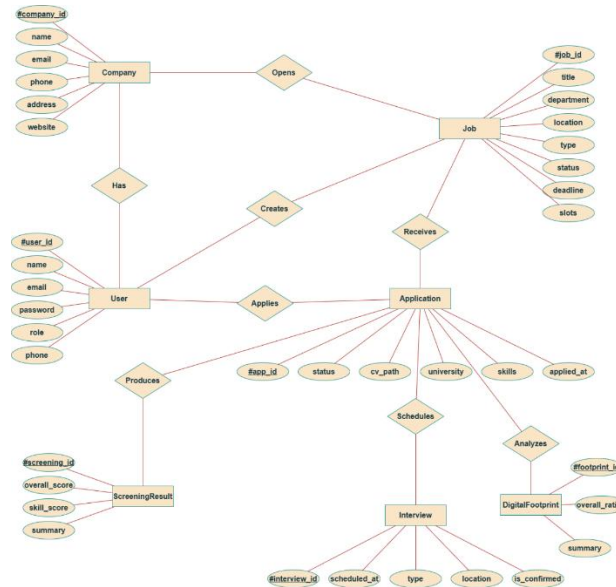 #company_id
name
email
phone
address
website
Company
Opens
#job_id
title
department
location
type
status
deadline
slots
Job
Has
Creates
Receives
#user_id
name
email
password
role
phone
User
Applies
Application
#app_id
status
cv_path
university
skills
applied_at
Produces
Schedules
Analyzes
#screening_id
overall_score
skill_score
summary
ScreeningResult
#footprint_i
overall_rati
summary
DigitalFootprint
Interview
#interview_id
scheduled_at
type
location
is_confirmed